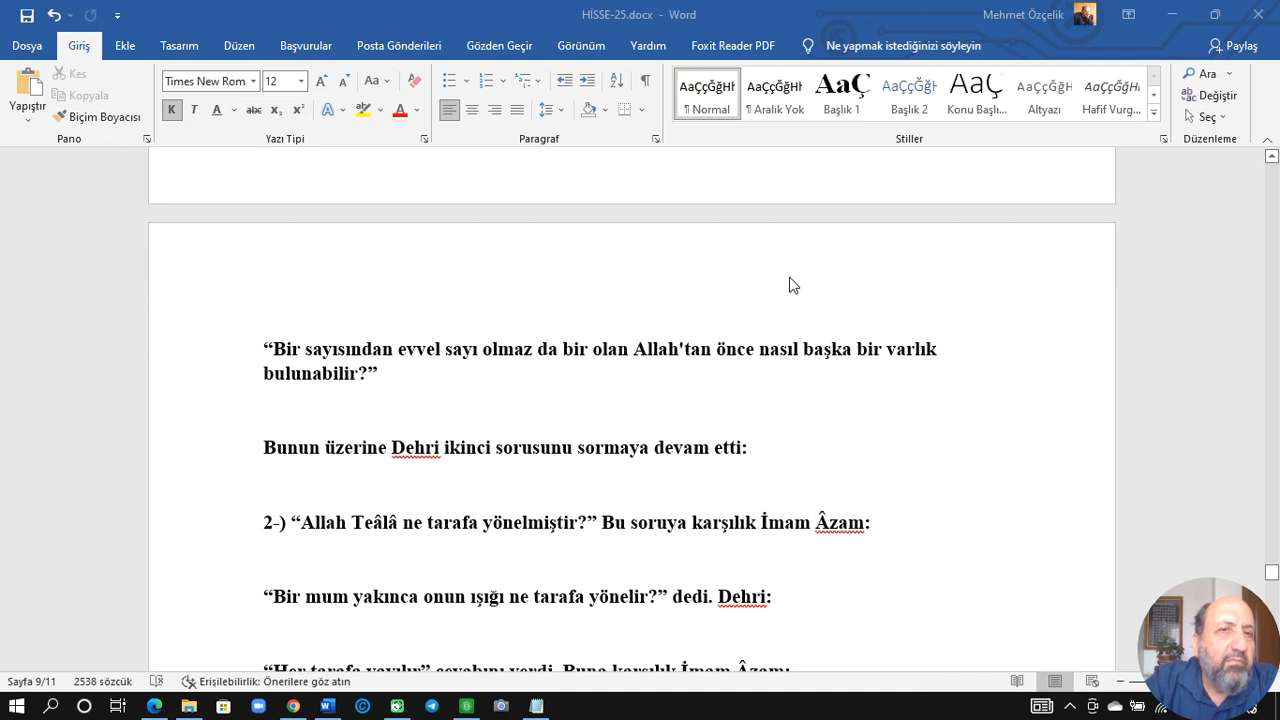 HİSSE-25.docx - Word
Mehmet Özçelik
Dosya Giriş Ekle Tasarım Düzen Başvurular Posta Gönderileri Gözden Geçir Görünüm Yardım Foxit Reader PDF Ne yapmak istediğinizi söyleyin Paylaş
Yapıştır
Kes
Kopyala
Biçim Boyacısı
Pano
Times New Rom 12
Yazı Tipi
Paragraf
AaÇçĞğHł AaÇçĞğHł AaÇ AaÇçĞğŀ AaÇ AaÇçĞğHł AaÇçĞğHł
¶ Normal ¶ Aralık Yok Başlık 1 Başlık 2 Konu Başlı... Altyazı Hafif Vurg...
Stiller
Ara
Değiştir
Seç
Düzenleme
“Bir sayısından evvel sayı olmaz da bir olan Allah'tan önce nasıl başka bir varlık
bulunabilir?”
Bunun üzerine Dehri ikinci sorusunu sormaya devam etti:
2-) “Allah Teâlâ ne tarafa yönelmiştir?” Bu soruya karşılık İmam Âzam:
“Bir mum yakınca onun ışığı ne tarafa yönelir?” dedi. Dehri:
“Her tarafa yayılır” cevabını verdi. Buna karşılık İmam Âzam:
Sayfa 9/11 2538 sözcük Erişilebilirlik: Önerilere göz atın